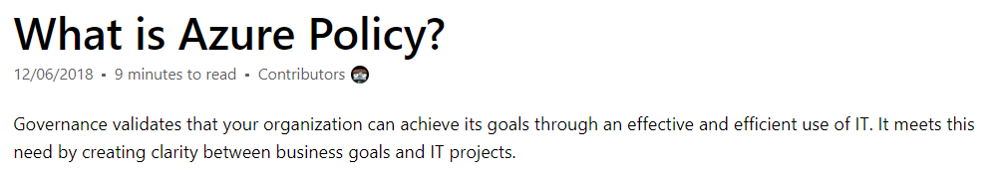 What is Azure Policy?
12/06/2018 • 9 minutes to read • Contributors
Governance validates that your organization can achieve its goals through an effective and efficient use of IT. It meets this
need by creating clarity between business goals and IT projects.